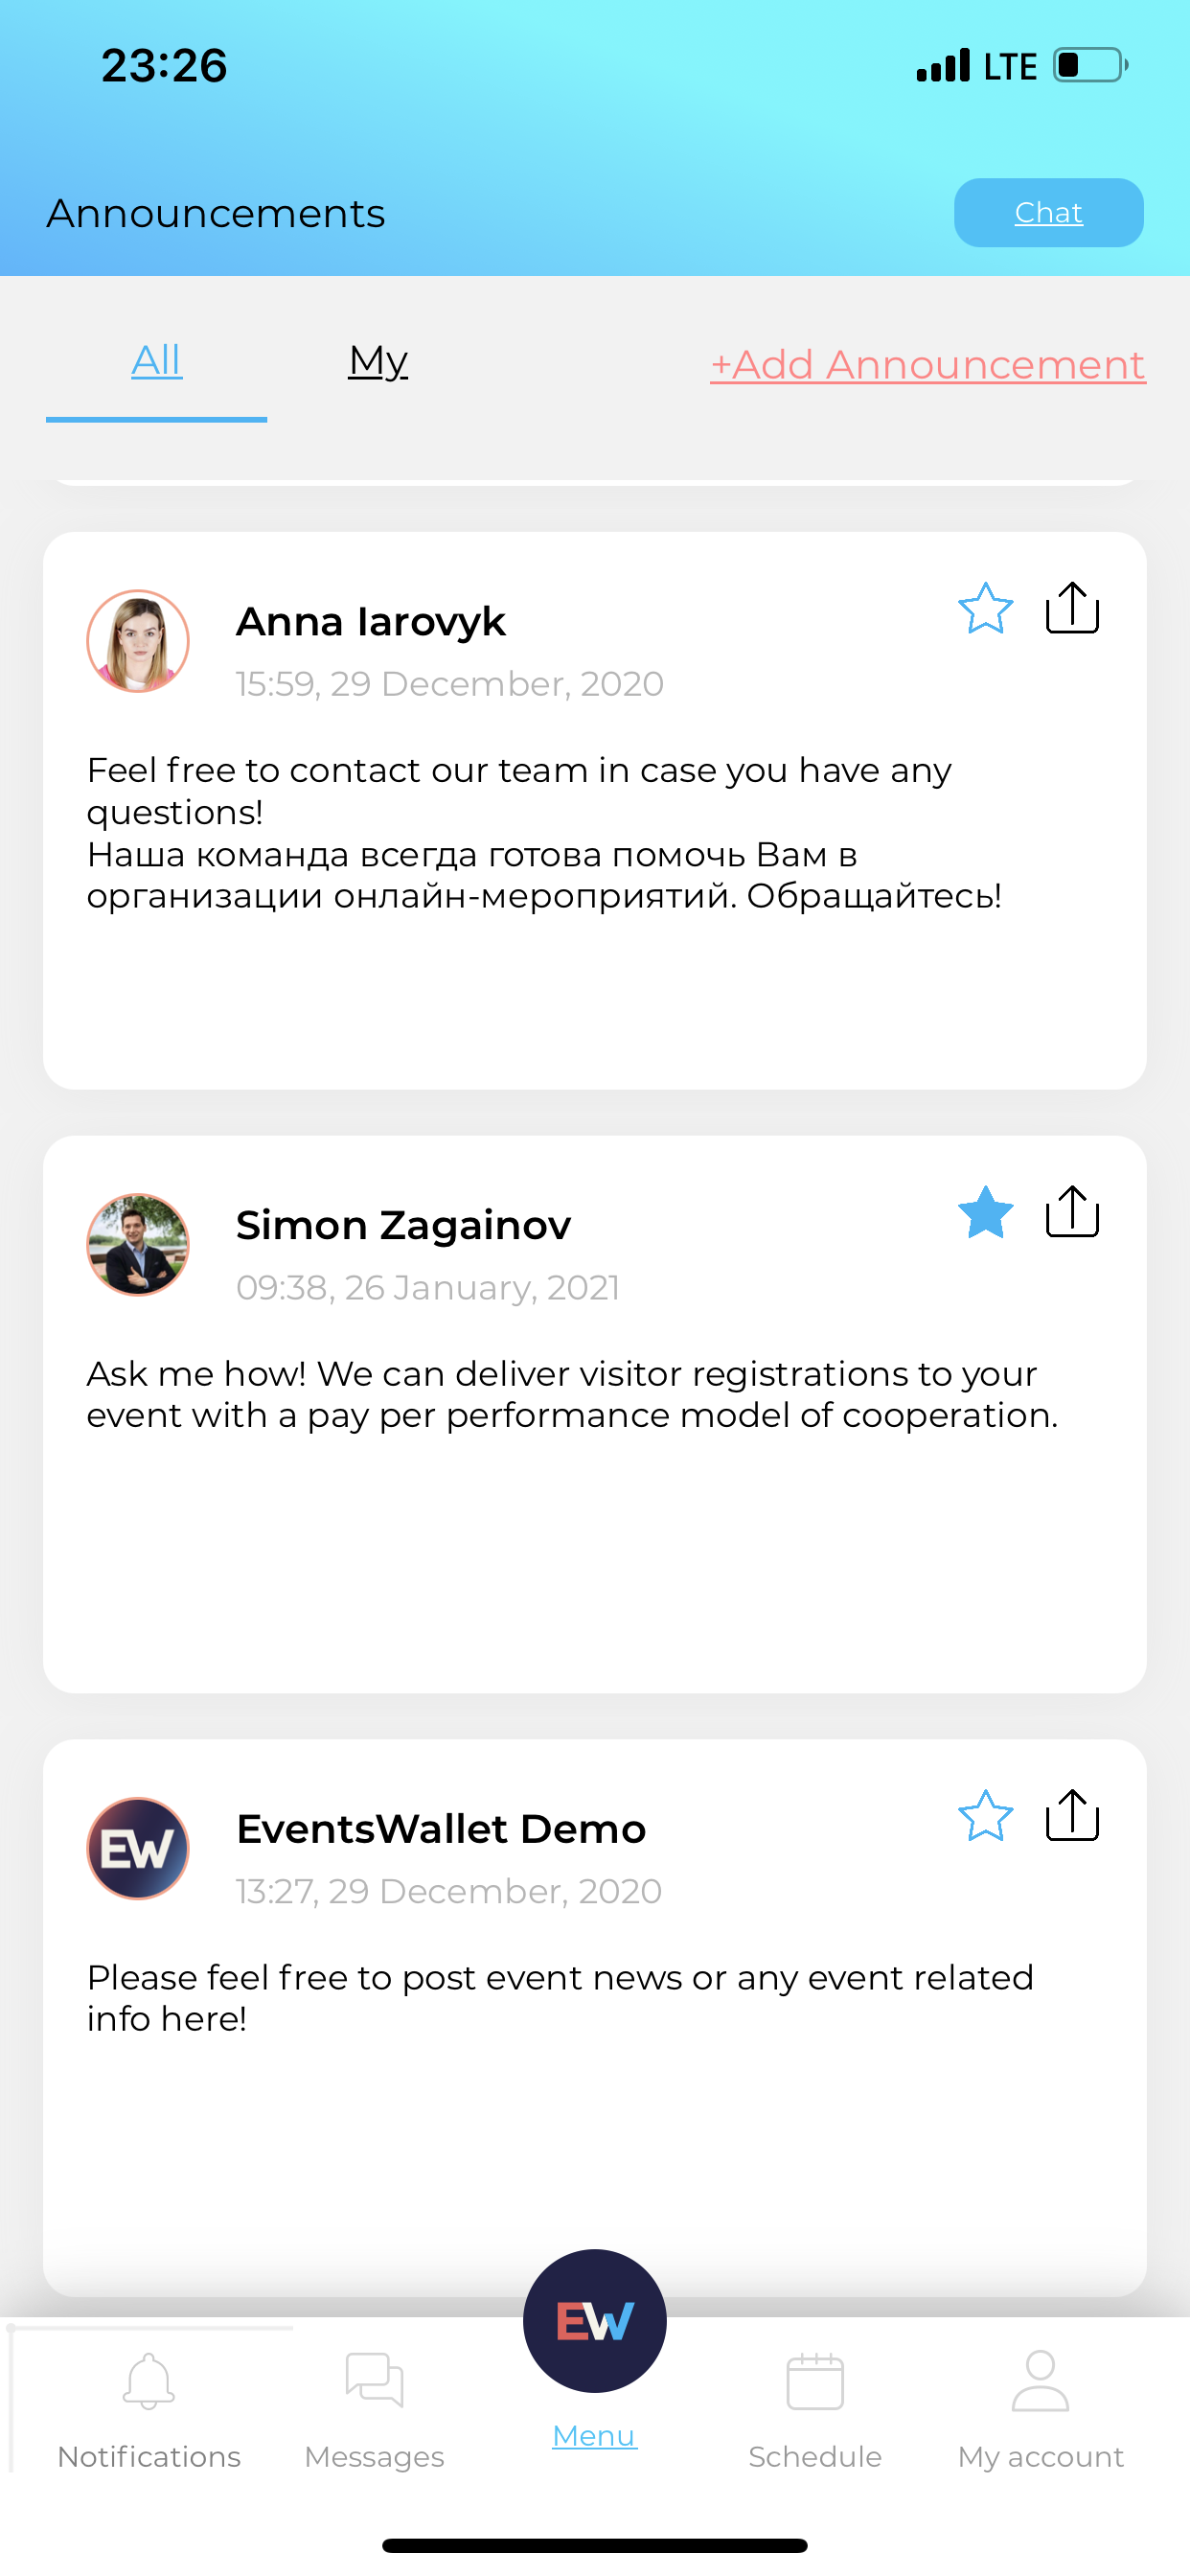 23:26
LTE
Announcements
Chat
All
My
+Add Announcement
Anna Iarovyk
15:59, 29 December, 2020
Feel free to contact our team in case you have any
questions!
Наша команда всегда готова помочь Вам в
организации онлайн-мероприятий. Обращайтесь!
Simon Zagainov
09:38, 26 January, 2021
Ask me how! We can deliver visitor registrations to your
event with a pay per performance model of cooperation.
EW
EventsWallet Demo
13:27, 29 December, 2020
Please feel free to post event news or any event related
info here!
EW
Notifications
Messages
Menu
Schedule
My account